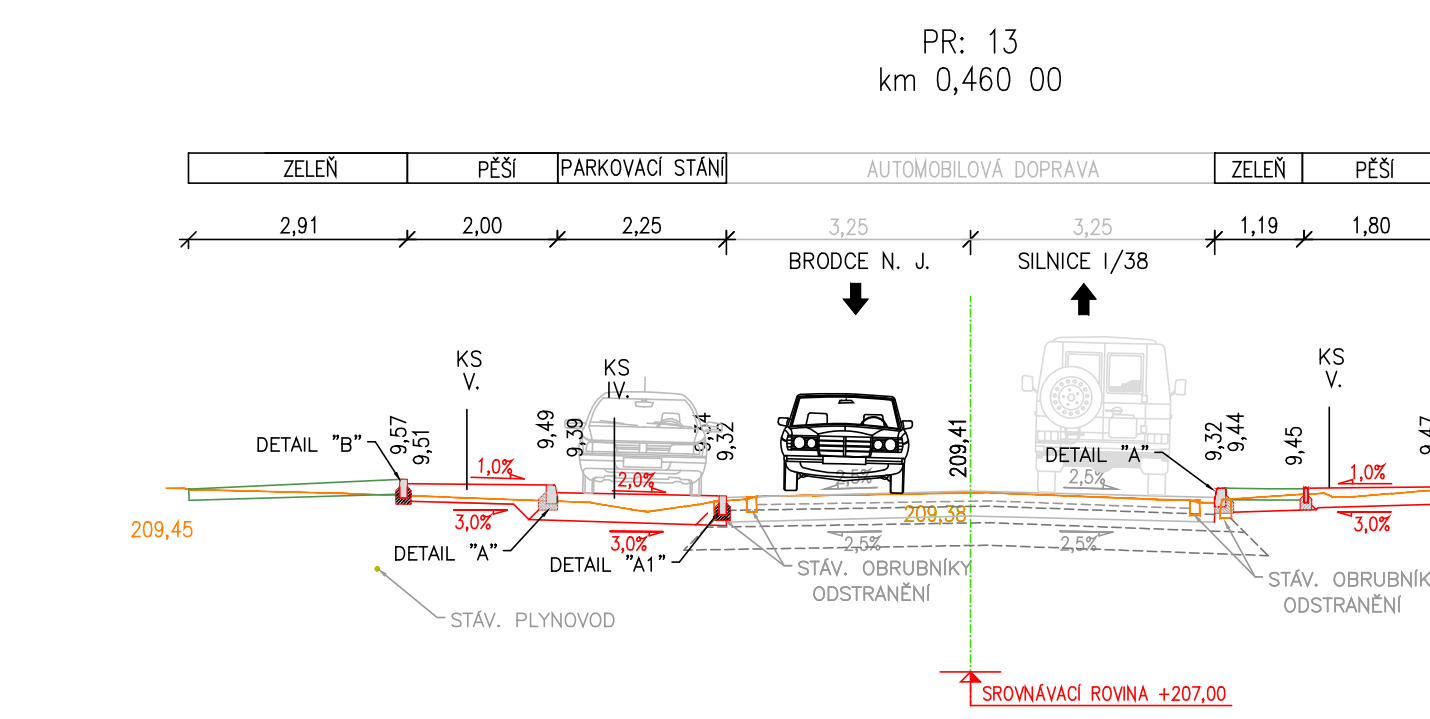 PR: 13
km 0,460 00
ZELEŇ PĚŠÍ PARKOVACÍ STÁNÍ AUTOMOBILOVÁ DOPRAVA ZELEŇ PĚŠÍ
2,91 2,00 2,25 3,25 3,25 1,19 1,80
BRODCE N. J. SILNICE I/38
KS
V.
KS
IV.
KS
V.
DETAIL "B"
9,57
9,51
9,49
9,39
9,32
209,41
9,32
9,44
9,45
9,47
DETAIL "A"
1,0%
2,0%
2,5%
2,5%
1,0%
209,45
3,0%
3,0%
209,38
2,5%
2,5%
3,0%
DETAIL "A"
DETAIL "A1"
STÁV. OBRUBNÍKY
ODSTRANĚNÍ
STÁV. OBRUBNÍK
ODSTRANĚNÍ
STÁV. PLYNOVOD
SROVNÁVACÍ ROVINA +207,00